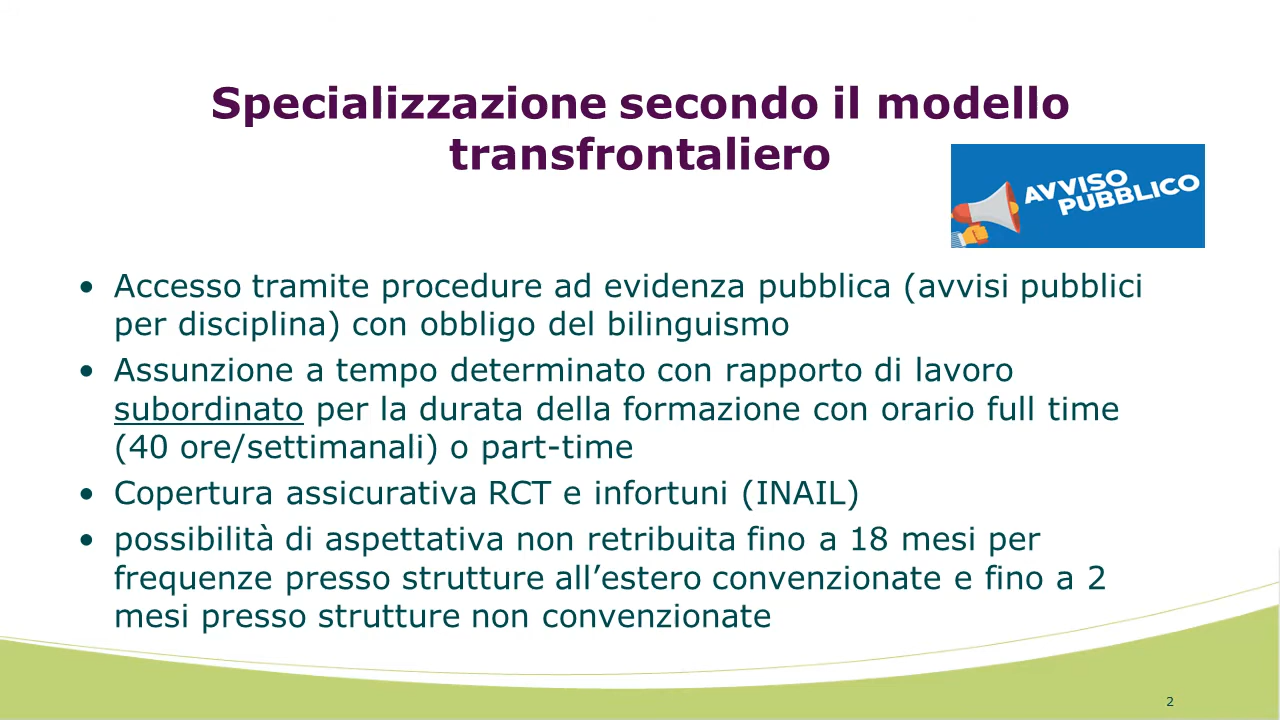 Specializzazione secondo il modello
transfrontaliero
AVVISO
PUBBLICO
• Accesso tramite procedure ad evidenza pubblica (avvisi pubblici
per disciplina) con obbligo del bilinguismo
• Assunzione a tempo determinato con rapporto di lavoro
subordinato per la durata della formazione con orario full time
(40 ore/settimanali) o part-time
• Copertura assicurativa RCT e infortuni (INAIL)
• possibilità di aspettativa non retribuita fino a 18 mesi per
frequenze presso strutture all’estero convenzionate e fino a 2
mesi presso strutture non convenzionate
2